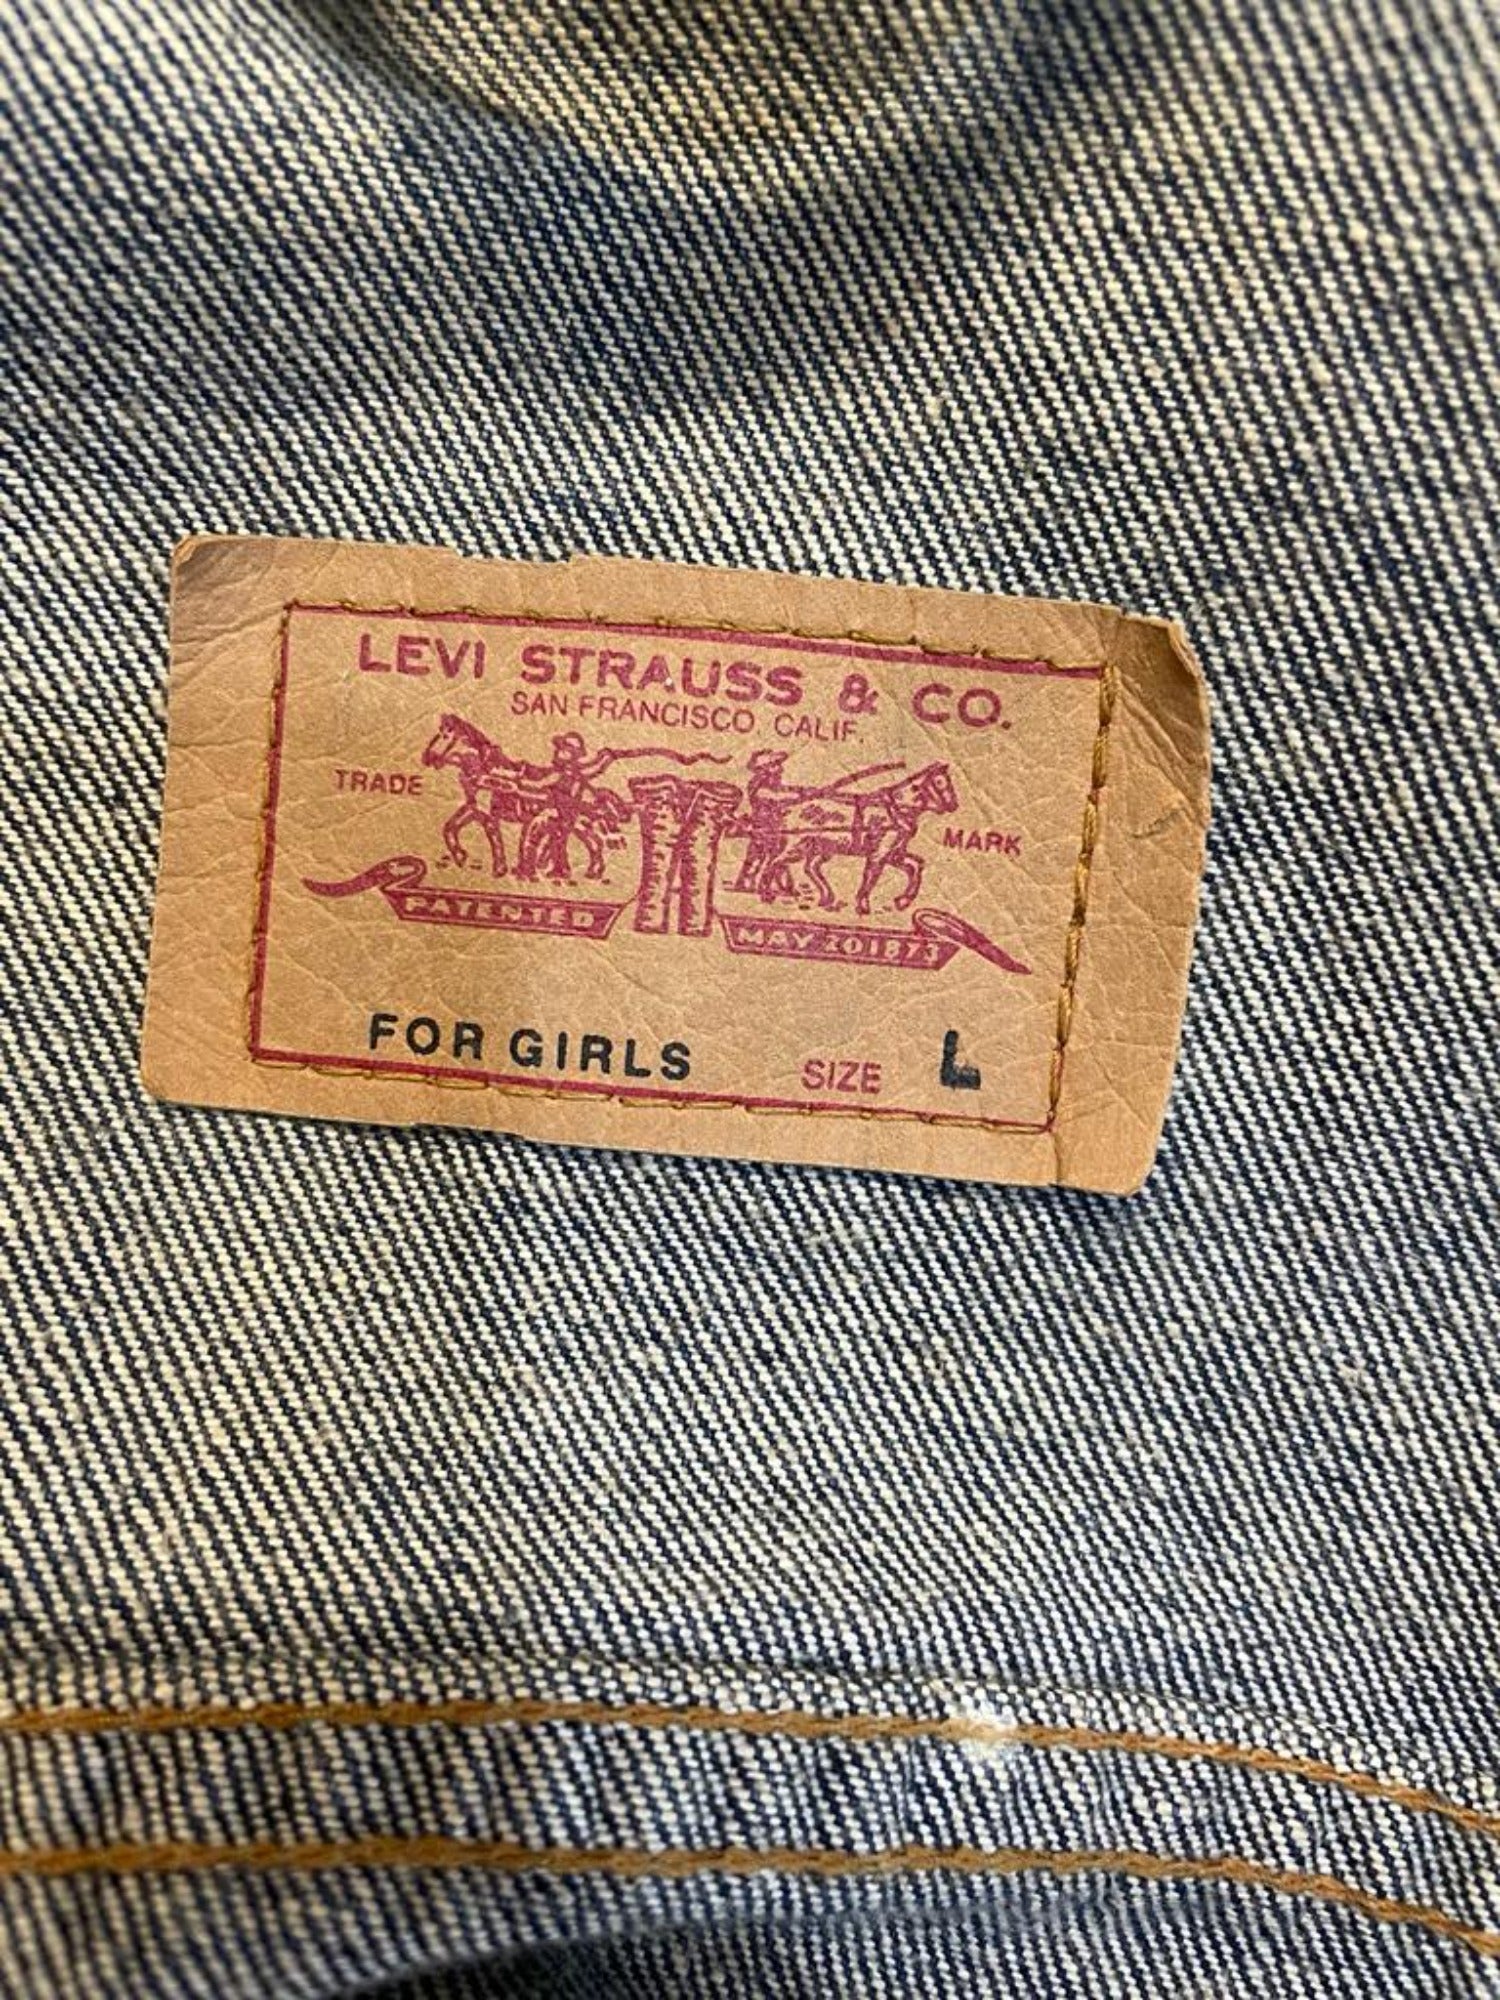 LEVI STRAUSS & CO.
SAN FRANCISCO, CALIF.
TRADE MARK
PATENTED MAY 20 1873
FOR GIRLS SIZE L